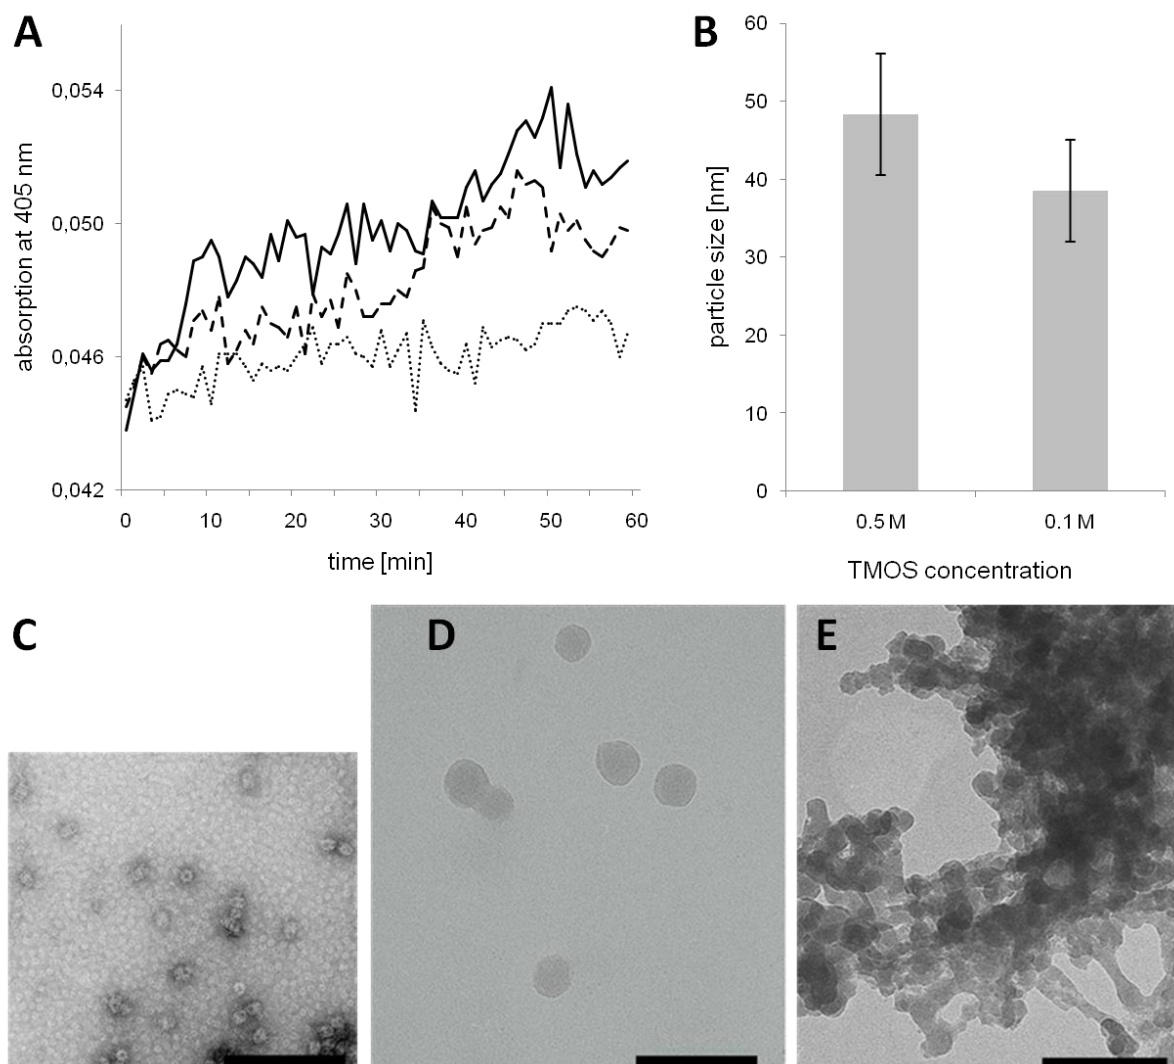 A
absorption at 405 nm
0,054
0,050
0,046
0,042
0
10
20
30
40
50
60
time [min]
B
particle size [nm]
60
50
40
30
20
10
0
0.5 M
0.1 M
TMOS concentration
C
D
E